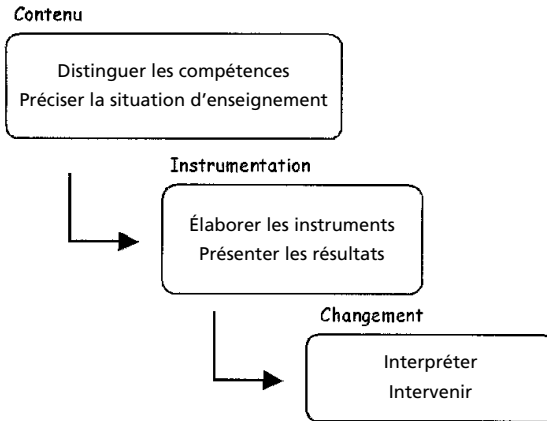 Contenu
Distinguer les compétences
Préciser la situation d’enseignement
Instrumentation
Élaborer les instruments
Présenter les résultats
Changement
Interpréter
Intervenir